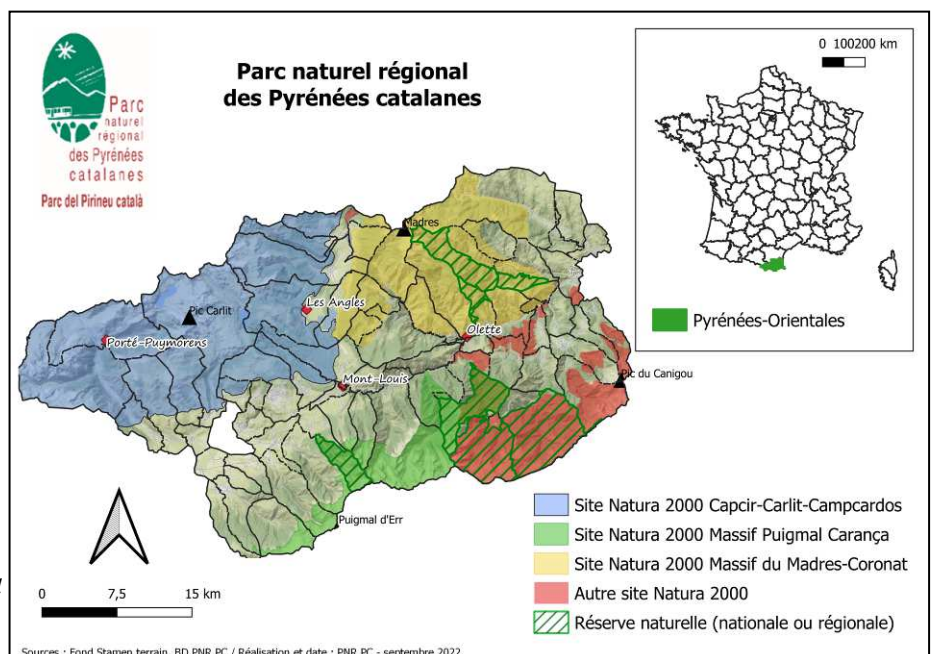 Parc
naturel
régional
des Pyrénées
catalanes
Parc del Pirineu català
Parc naturel régional
des Pyrénées catalanes
0 100200 km
Pyrénées-Orientales
Madres
Les Angles
Pic Carlit
Porté-Puymorens
Olette
Mont-Louis
Pic du Canigou
Puigmal d'Err
0 7,5 15 km
Site Natura 2000 Capcir-Carlit-Campcardos
Site Natura 2000 Massif Puigmal Carança
Site Natura 2000 Massif du Madres-Coronat
Autre site Natura 2000
Réserve naturelle (nationale ou régionale)
Sources : Fond Stamen terrain, BD PNR PC / Réalisation et date : PNR PC - septembre 2022